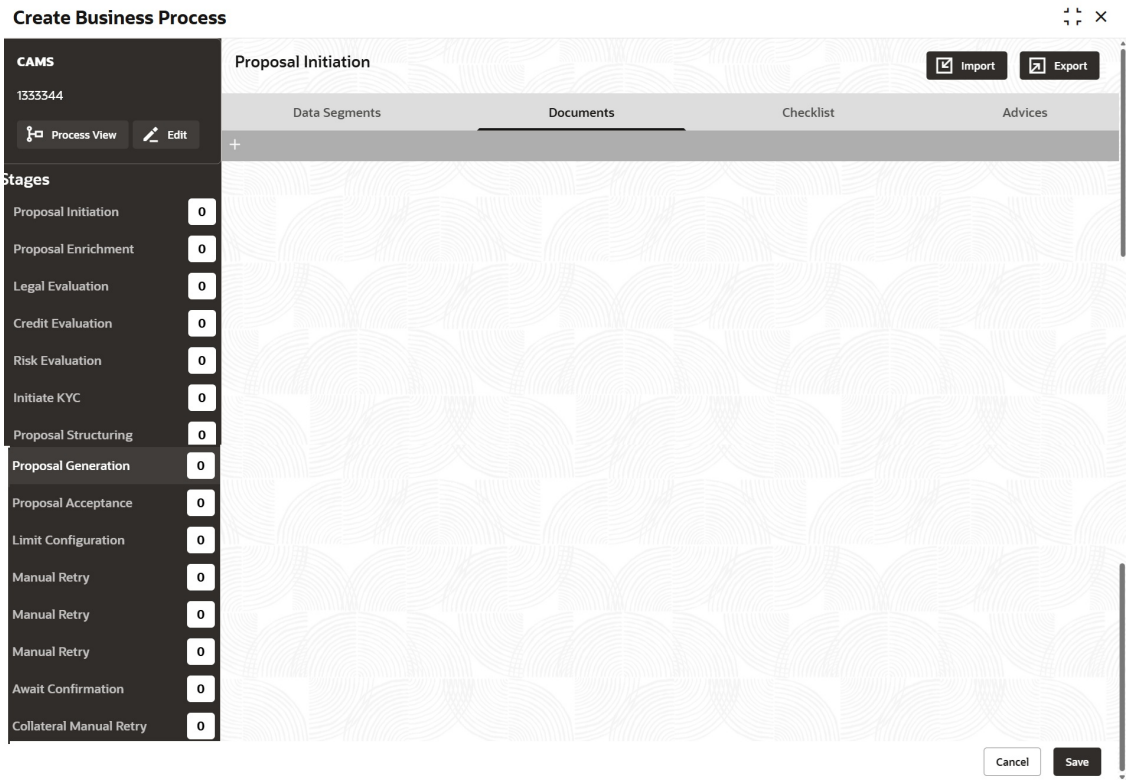 Create Business Process
CAMS
1333344
Process View Edit
Stages
Proposal Initiation 0
Proposal Enrichment 0
Legal Evaluation 0
Credit Evaluation 0
Risk Evaluation 0
Initiate KYC 0
Proposal Structuring 0
Proposal Generation 0
Proposal Acceptance 0
Limit Configuration 0
Manual Retry 0
Manual Retry 0
Manual Retry 0
Await Confirmation 0
Collateral Manual Retry 0
Proposal Initiation
Import Export
Data Segments Documents Checklist Advices
+
Cancel Save